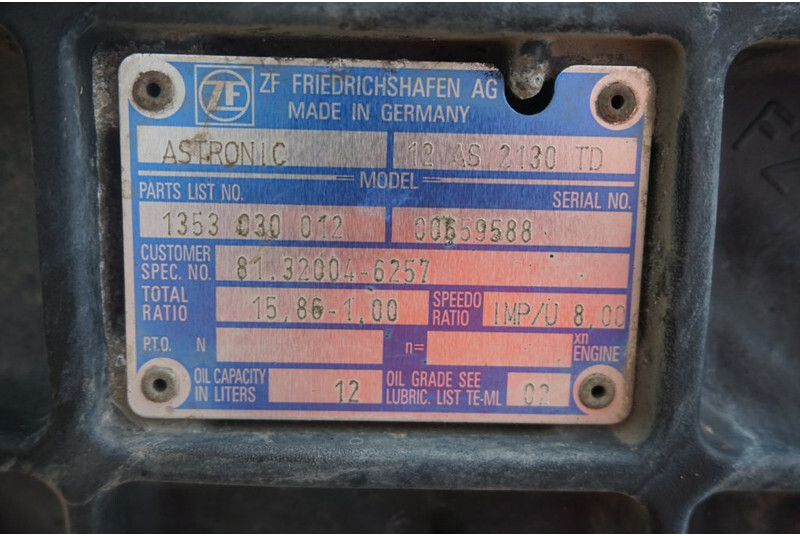 ZF
ZF FRIEDRICHSHAFEN AG
MADE IN GERMANY
ASTRONIC 12 AS 2130 TD
MODEL
PARTS LIST NO. SERIAL NO.
1353 030 012 00659588
CUSTOMER
SPEC. NO. 81.32004-6257
TOTAL
RATIO 15,86-1,00 SPEEDO
RATIO IMP/U 8,00
P.T.O. N n= xn
ENGINE
OIL CAPACITY
IN LITERS 12 OIL GRADE SEE
LUBRIC. LIST TE-ML 02